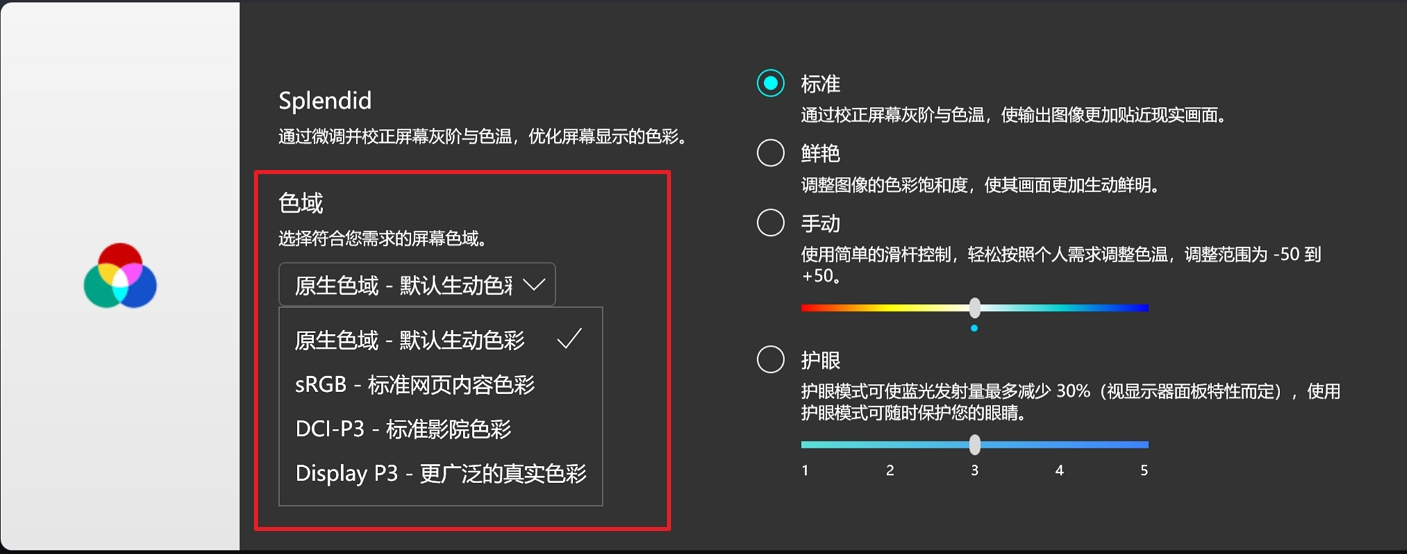 Splendid
通过微调并校正屏幕灰阶与色温，优化屏幕显示的色彩。
色域
选择符合您需求的屏幕色域。
原生色域 - 默认生动色彩
原生色域 - 默认生动色彩
sRGB - 标准网页内容色彩
DCI-P3 - 标准影院色彩
Display P3 - 更广泛的真实色彩
标准
通过校正屏幕灰阶与色温，使输出图像更加贴近现实画面。
鲜艳
调整图像的色彩饱和度，使其画面更加生动鲜明。
手动
使用简单的滑杆控制，轻松按照个人需求调整色温，调整范围为 -50 到
+50。
护眼
护眼模式可使蓝光发射量最多减少 30%（视显示器面板特性而定），使用
护眼模式可随时保护您的眼睛。
1 2 3 4 5